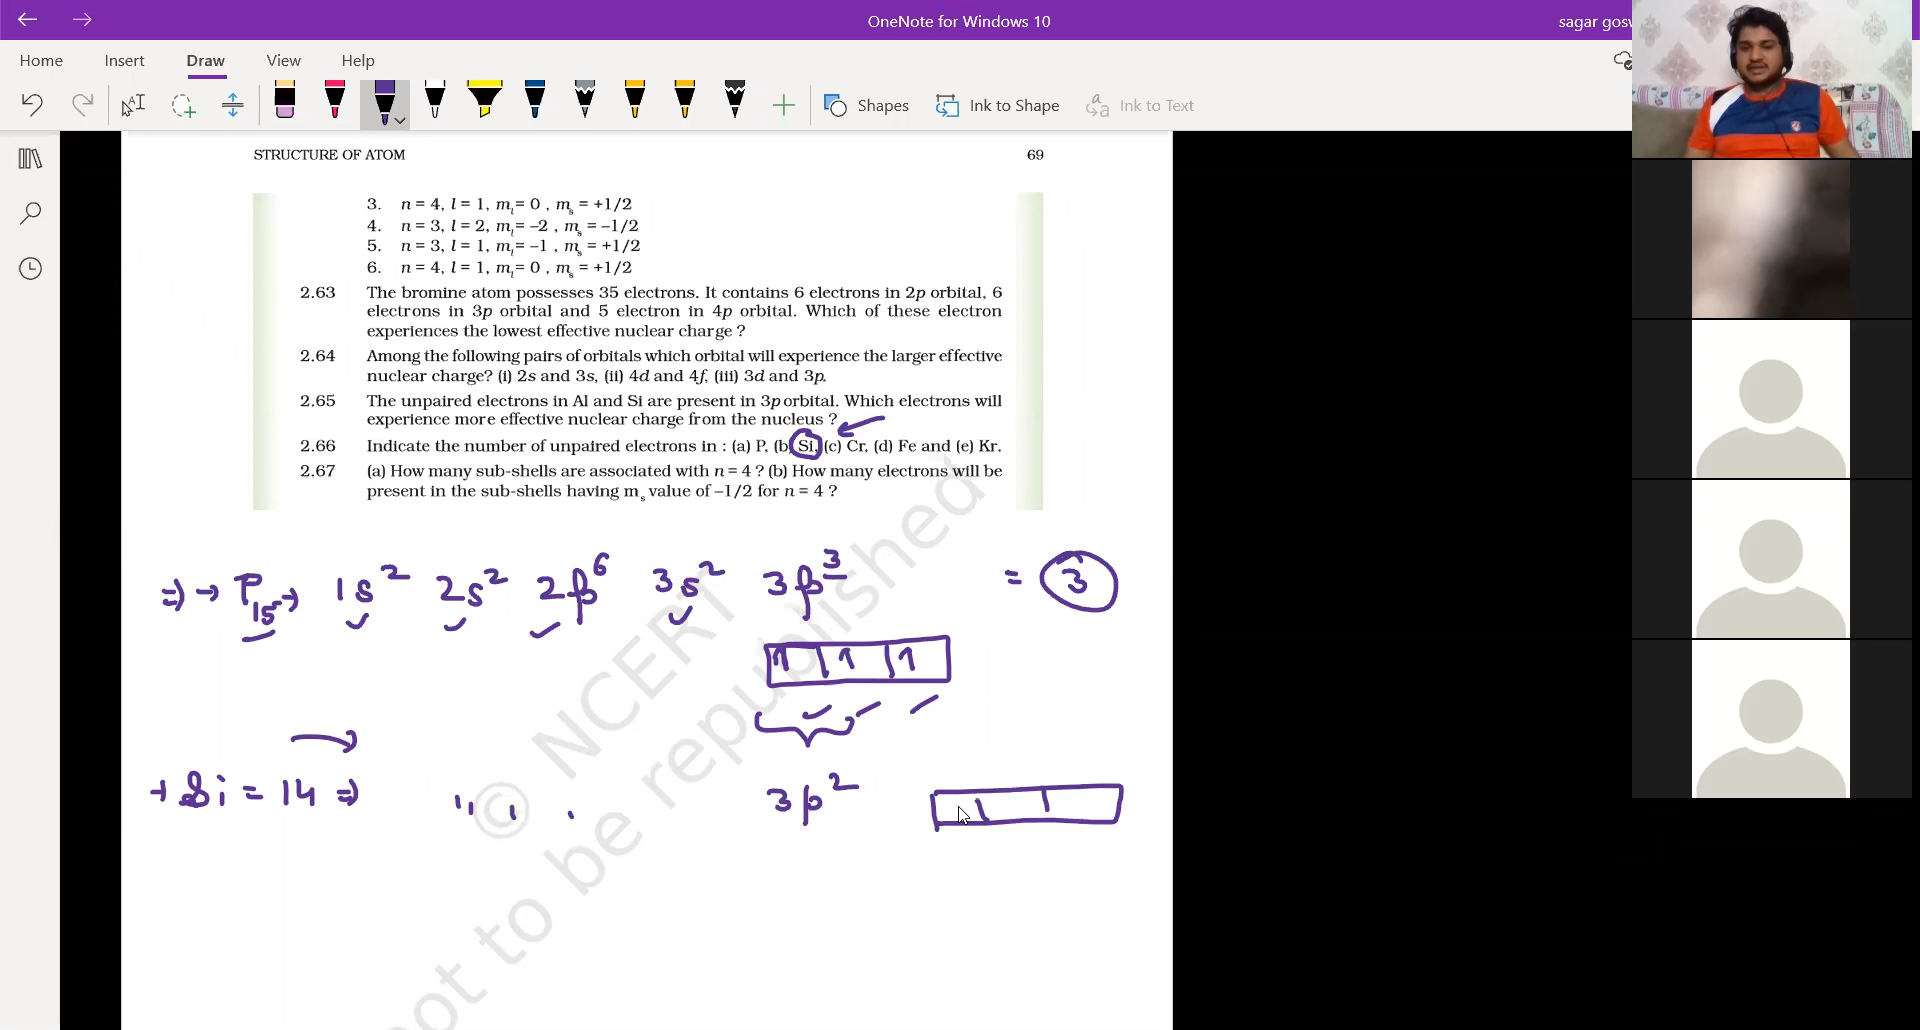 OneNote for Windows 10
sagar gosw
Home Insert Draw View Help
Shapes Ink to Shape Ink to Text
STRUCTURE OF ATOM 69
3. n = 4, l = 1, mₗ= 0 , mₛ = +1/2
4. n = 3, l = 2, mₗ= –2 , mₛ = –1/2
5. n = 3, l = 1, mₗ= –1 , mₛ = +1/2
6. n = 4, l = 1, mₗ= 0 , mₛ = +1/2
2.63 The bromine atom possesses 35 electrons. It contains 6 electrons in 2p orbital, 6
electrons in 3p orbital and 5 electron in 4p orbital. Which of these electron
experiences the lowest effective nuclear charge ?
2.64 Among the following pairs of orbitals which orbital will experience the larger effective
nuclear charge? (i) 2s and 3s, (ii) 4d and 4f, (iii) 3d and 3p.
2.65 The unpaired electrons in Al and Si are present in 3p orbital. Which electrons will
experience more effective nuclear charge from the nucleus ?
2.66 Indicate the number of unpaired electrons in : (a) P, (b) Si, (c) Cr, (d) Fe and (e) Kr.
2.67 (a) How many sub-shells are associated with n = 4 ? (b) How many electrons will be
present in the sub-shells having mₛ value of –1/2 for n = 4 ?
⇒ → P₁₅ → 1s² 2s² 2p⁶ 3s² 3p³ = 3
↑ ↑ ↑
→ Si = 14 ⇒ " 3p²
© NCERT
not to be republished